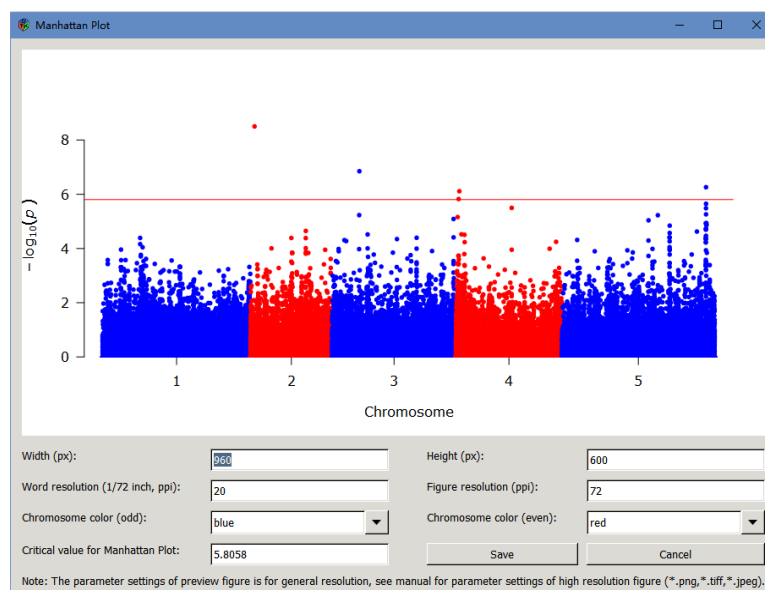 Manhattan Plot
8
6
4
2
0
− log10(p )
1 2 3 4 5
Chromosome
Width (px): 960 Height (px): 600
Word resolution (1/72 inch, ppi): 20 Figure resolution (ppi): 72
Chromosome color (odd): blue Chromosome color (even): red
Critical value for Manhattan Plot: 5.8058 Save Cancel
Note: The parameter settings of preview figure is for general resolution, see manual for parameter settings of high resolution figure (*.png,*.tiff,*.jpeg).